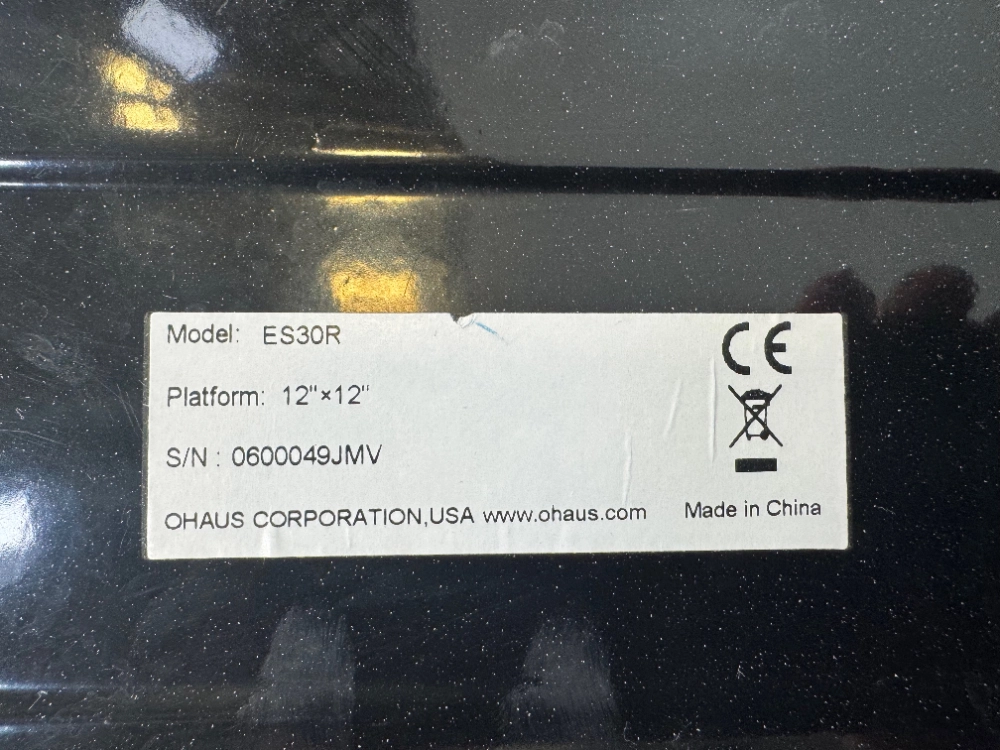 Model: ES30R
CE
Platform: 12"×12"
S/N : 0600049JMV
OHAUS CORPORATION,USA www.ohaus.com Made in China